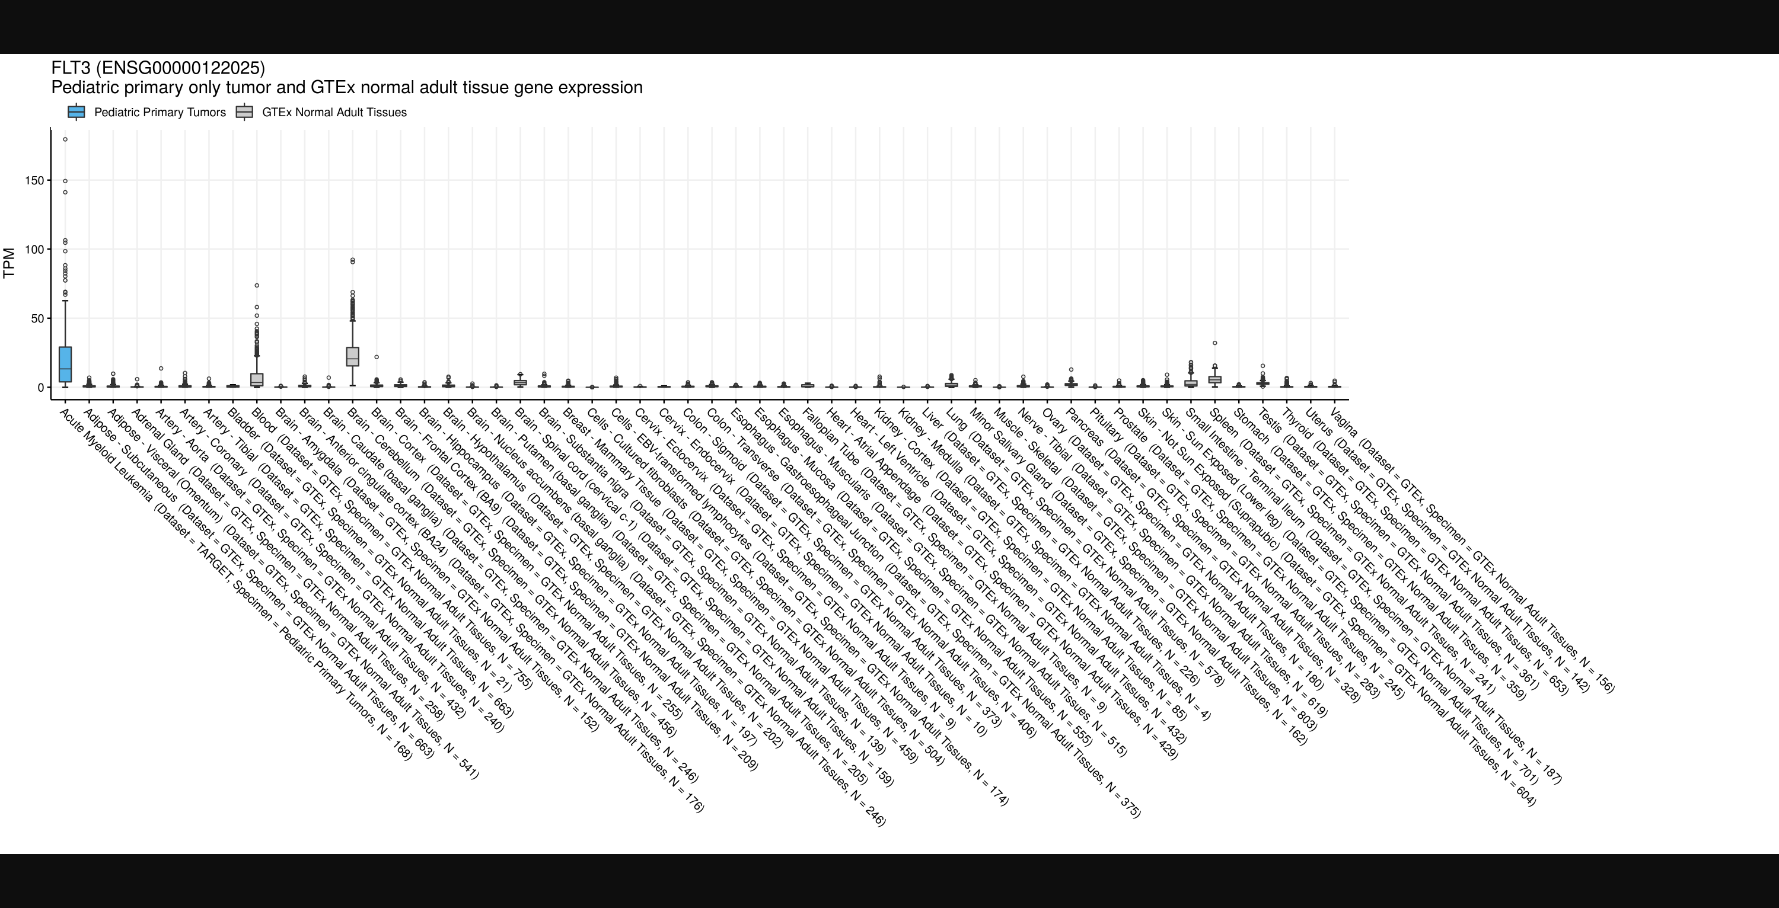 FLT3 (ENSG00000122025)
Pediatric primary only tumor and GTEx normal adult tissue gene expression
Pediatric Primary Tumors
GTEx Normal Adult Tissues
TPM
150
100
50
0
Acute Myeloid Leukemia (Dataset = TARGET, Specimen = Pediatric Primary Tumors, N = 168)
Adipose - Subcutaneous (Dataset = GTEx, Specimen = GTEx Normal Adult Tissues, N = 663)
Adipose - Visceral (Omentum) (Dataset = GTEx, Specimen = GTEx Normal Adult Tissues, N = 541)
Adrenal Gland (Dataset = GTEx, Specimen = GTEx Normal Adult Tissues, N = 258)
Artery - Aorta (Dataset = GTEx, Specimen = GTEx Normal Adult Tissues, N = 432)
Artery - Coronary (Dataset = GTEx, Specimen = GTEx Normal Adult Tissues, N = 240)
Artery - Tibial (Dataset = GTEx, Specimen = GTEx Normal Adult Tissues, N = 663)
Bladder (Dataset = GTEx, Specimen = GTEx Normal Adult Tissues, N = 21)
Blood (Dataset = GTEx, Specimen = GTEx Normal Adult Tissues, N = 755)
Brain - Amygdala (Dataset = GTEx, Specimen = GTEx Normal Adult Tissues, N = 152)
Brain - Anterior cingulate cortex (BA24) (Dataset = GTEx, Specimen = GTEx Normal Adult Tissues, N = 176)
Brain - Caudate (basal ganglia) (Dataset = GTEx, Specimen = GTEx Normal Adult Tissues, N = 246)
Brain - Cerebellum (Dataset = GTEx, Specimen = GTEx Normal Adult Tissues, N = 456)
Brain - Cortex (Dataset = GTEx, Specimen = GTEx Normal Adult Tissues, N = 255)
Brain - Frontal Cortex (BA9) (Dataset = GTEx, Specimen = GTEx Normal Adult Tissues, N = 209)
Brain - Hippocampus (Dataset = GTEx, Specimen = GTEx Normal Adult Tissues, N = 197)
Brain - Hypothalamus (Dataset = GTEx, Specimen = GTEx Normal Adult Tissues, N = 202)
Brain - Nucleus accumbens (basal ganglia) (Dataset = GTEx, Specimen = GTEx Normal Adult Tissues, N = 246)
Brain - Putamen (basal ganglia) (Dataset = GTEx, Specimen = GTEx Normal Adult Tissues, N = 205)
Brain - Spinal cord (cervical c-1) (Dataset = GTEx, Specimen = GTEx Normal Adult Tissues, N = 159)
Brain - Substantia nigra (Dataset = GTEx, Specimen = GTEx Normal Adult Tissues, N = 139)
Breast - Mammary Tissue (Dataset = GTEx, Specimen = GTEx Normal Adult Tissues, N = 459)
Cells - Cultured fibroblasts (Dataset = GTEx, Specimen = GTEx Normal Adult Tissues, N = 504)
Cells - EBV-transformed lymphocytes (Dataset = GTEx, Specimen = GTEx Normal Adult Tissues, N = 174)
Cervix - Ectocervix (Dataset = GTEx, Specimen = GTEx Normal Adult Tissues, N = 9)
Cervix - Endocervix (Dataset = GTEx, Specimen = GTEx Normal Adult Tissues, N = 10)
Colon - Sigmoid (Dataset = GTEx, Specimen = GTEx Normal Adult Tissues, N = 373)
Colon - Transverse (Dataset = GTEx, Specimen = GTEx Normal Adult Tissues, N = 406)
Esophagus - Gastroesophageal Junction (Dataset = GTEx, Specimen = GTEx Normal Adult Tissues, N = 375)
Esophagus - Mucosa (Dataset = GTEx, Specimen = GTEx Normal Adult Tissues, N = 555)
Esophagus - Muscularis (Dataset = GTEx, Specimen = GTEx Normal Adult Tissues, N = 515)
Fallopian Tube (Dataset = GTEx, Specimen = GTEx Normal Adult Tissues, N = 9)
Heart - Atrial Appendage (Dataset = GTEx, Specimen = GTEx Normal Adult Tissues, N = 429)
Heart - Left Ventricle (Dataset = GTEx, Specimen = GTEx Normal Adult Tissues, N = 432)
Kidney - Cortex (Dataset = GTEx, Specimen = GTEx Normal Adult Tissues, N = 85)
Kidney - Medulla (Dataset = GTEx, Specimen = GTEx Normal Adult Tissues, N = 4)
Liver (Dataset = GTEx, Specimen = GTEx Normal Adult Tissues, N = 226)
Lung (Dataset = GTEx, Specimen = GTEx Normal Adult Tissues, N = 578)
Minor Salivary Gland (Dataset = GTEx, Specimen = GTEx Normal Adult Tissues, N = 162)
Muscle - Skeletal (Dataset = GTEx, Specimen = GTEx Normal Adult Tissues, N = 803)
Nerve - Tibial (Dataset = GTEx, Specimen = GTEx Normal Adult Tissues, N = 619)
Ovary (Dataset = GTEx, Specimen = GTEx Normal Adult Tissues, N = 180)
Pancreas (Dataset = GTEx, Specimen = GTEx Normal Adult Tissues, N = 328)
Pituitary (Dataset = GTEx, Specimen = GTEx Normal Adult Tissues, N = 283)
Prostate (Dataset = GTEx, Specimen = GTEx Normal Adult Tissues, N = 245)
Skin - Not Sun Exposed (Suprapubic) (Dataset = GTEx, Specimen = GTEx Normal Adult Tissues, N = 604)
Skin - Sun Exposed (Lower leg) (Dataset = GTEx, Specimen = GTEx Normal Adult Tissues, N = 701)
Small Intestine - Terminal Ileum (Dataset = GTEx, Specimen = GTEx Normal Adult Tissues, N = 187)
Spleen (Dataset = GTEx, Specimen = GTEx Normal Adult Tissues, N = 241)
Stomach (Dataset = GTEx, Specimen = GTEx Normal Adult Tissues, N = 359)
Testis (Dataset = GTEx, Specimen = GTEx Normal Adult Tissues, N = 361)
Thyroid (Dataset = GTEx, Specimen = GTEx Normal Adult Tissues, N = 653)
Uterus (Dataset = GTEx, Specimen = GTEx Normal Adult Tissues, N = 142)
Vagina (Dataset = GTEx, Specimen = GTEx Normal Adult Tissues, N = 156)